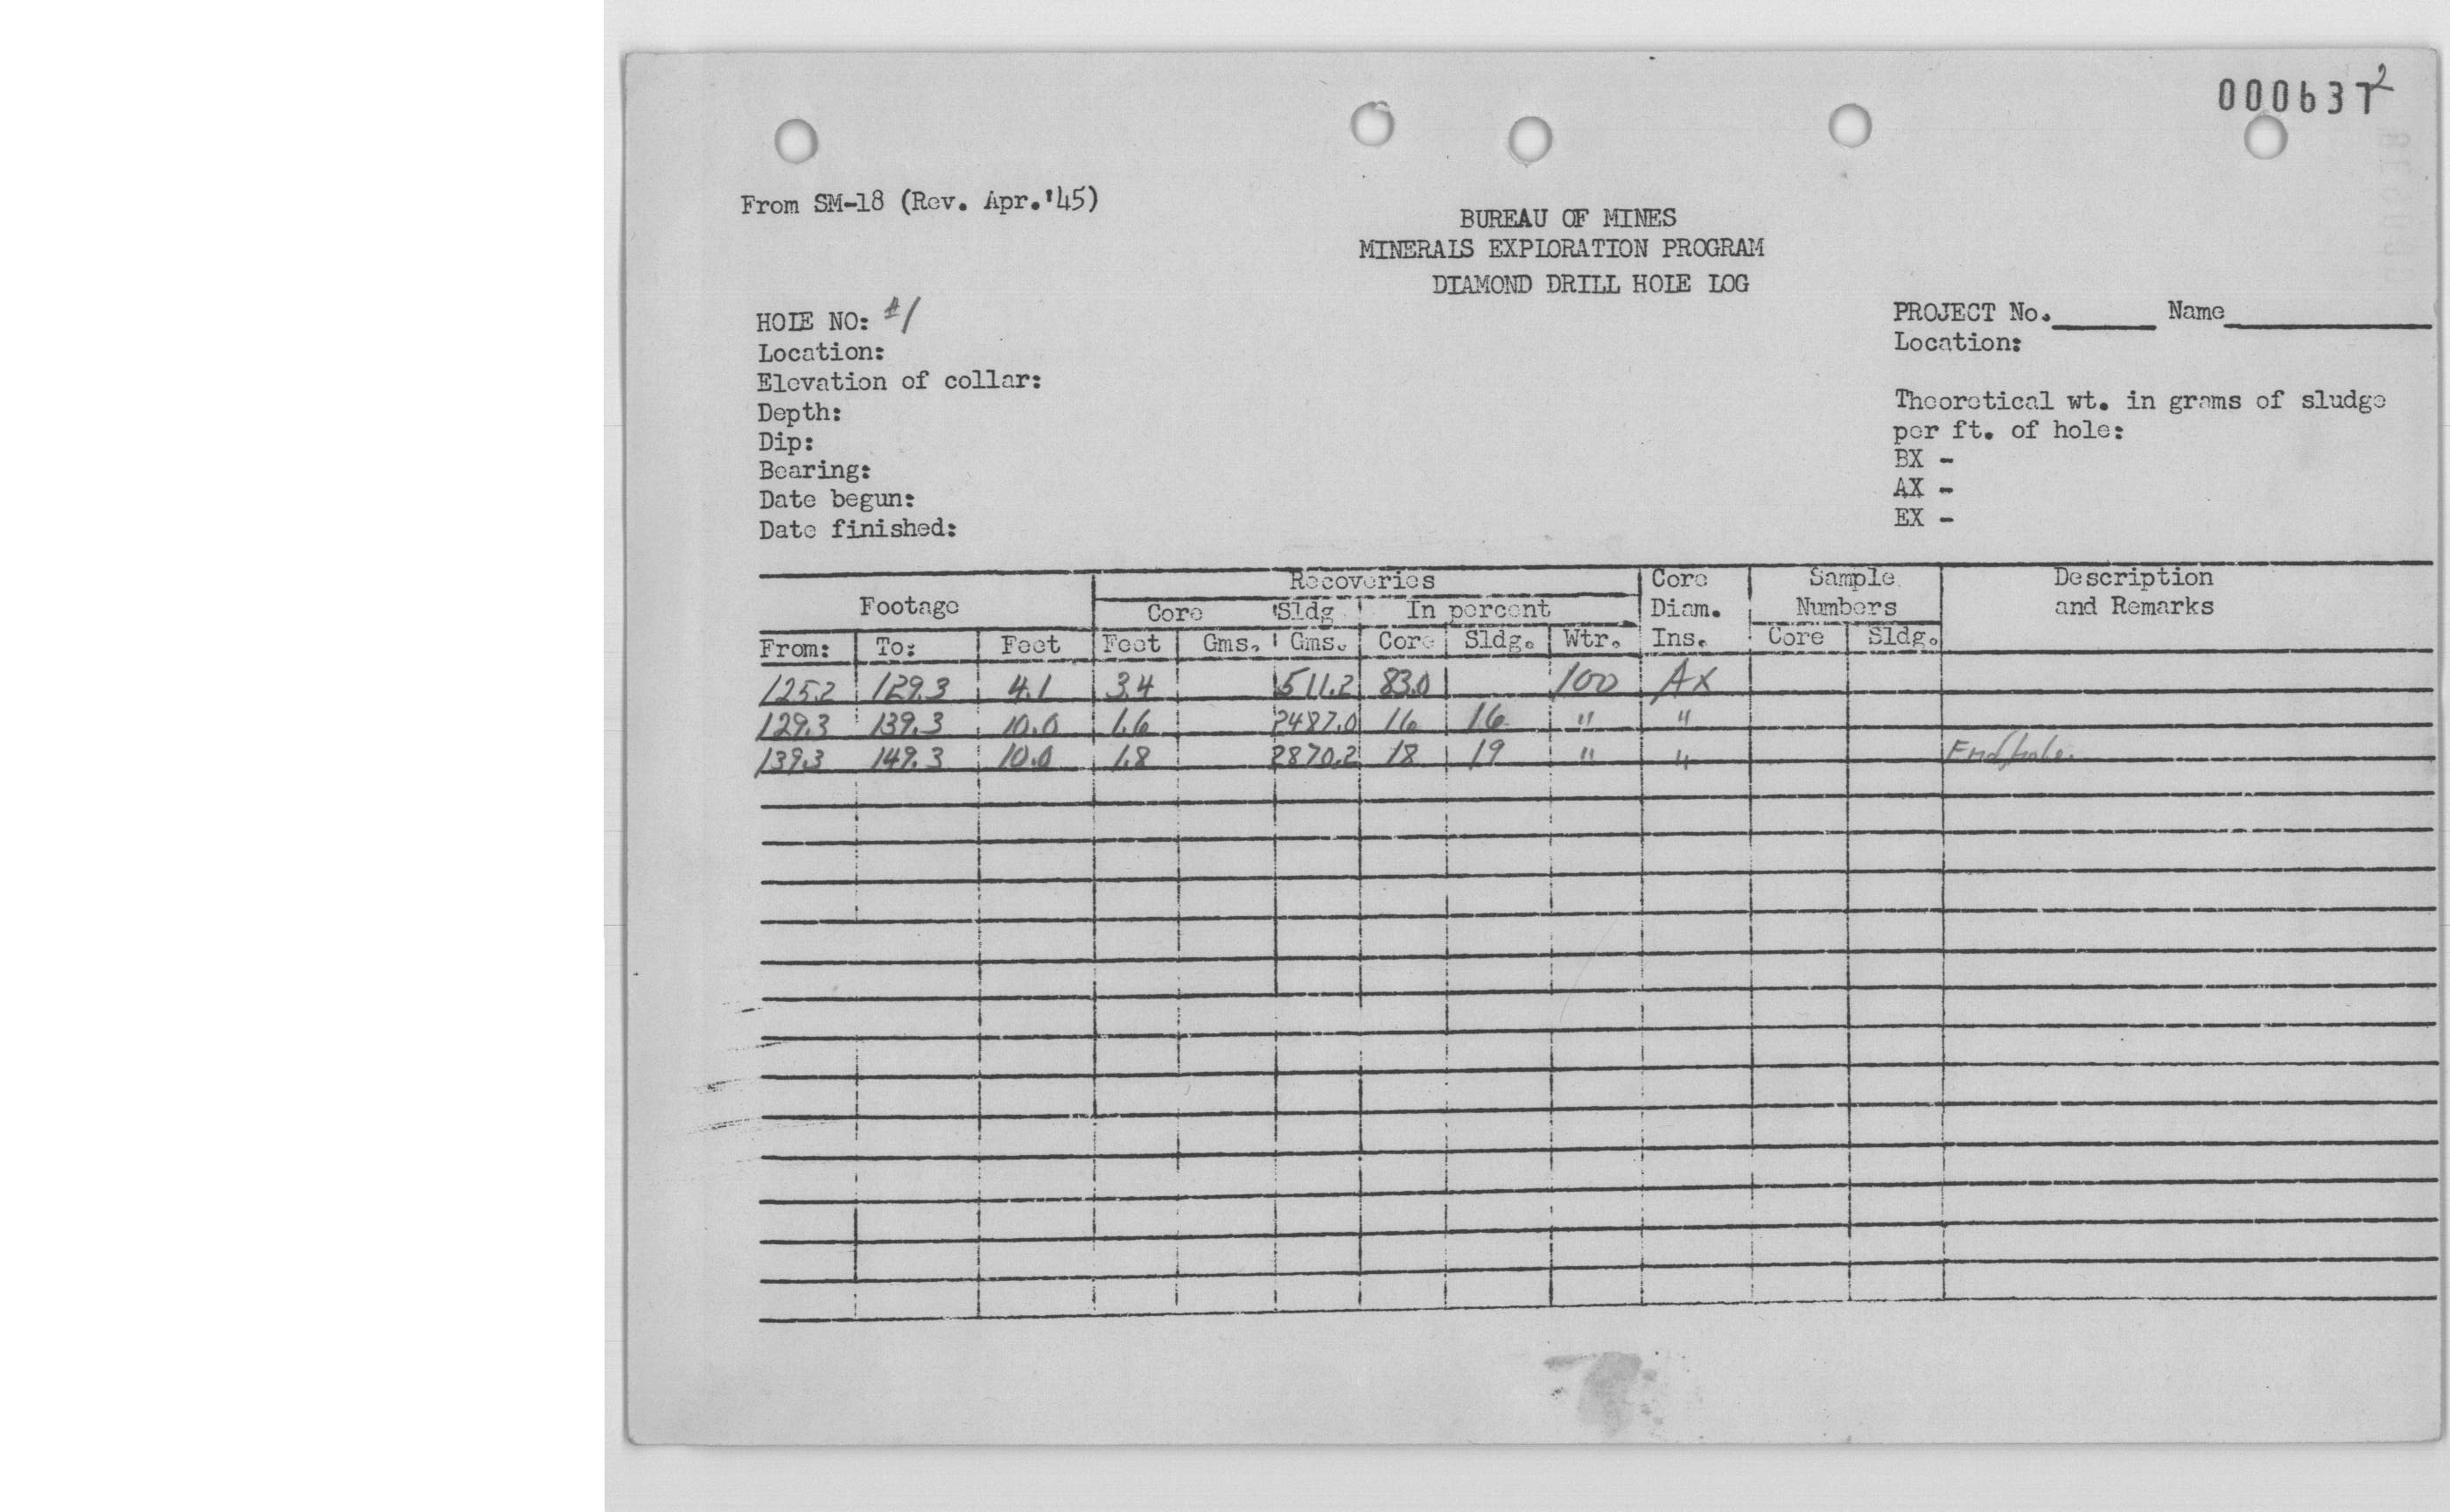 0006372
From SM-18 (Rev. Apr.'45)
BUREAU OF MINES
MINERALS EXPLORATION PROGRAM
DIAMOND DRILL HOLE LOG
HOLE NO: #1
PROJECT No. Name
Location:
Location:
Elevation of collar:
Theoretical wt. in grams of sludge
Depth:
per ft. of hole:
Dip:
BX -
Bearing:
AX -
Date begun:
EX -
Date finished:
Recoveries Core Sample Description
Footage Core Sldg. In percent Diam. Numbers and Remarks
From: To: Feet Feet Gms. Gms. Core Sldg. Wtr. Ins. Core Sldg.
125.2 129.3 4.1 3.4 511.2 83.0 100 AX
129.3 139.3 10.0 1.6 2487.0 16 16 " "
139.3 149.3 10.0 1.8 2870.2 18 19 " " End hole.